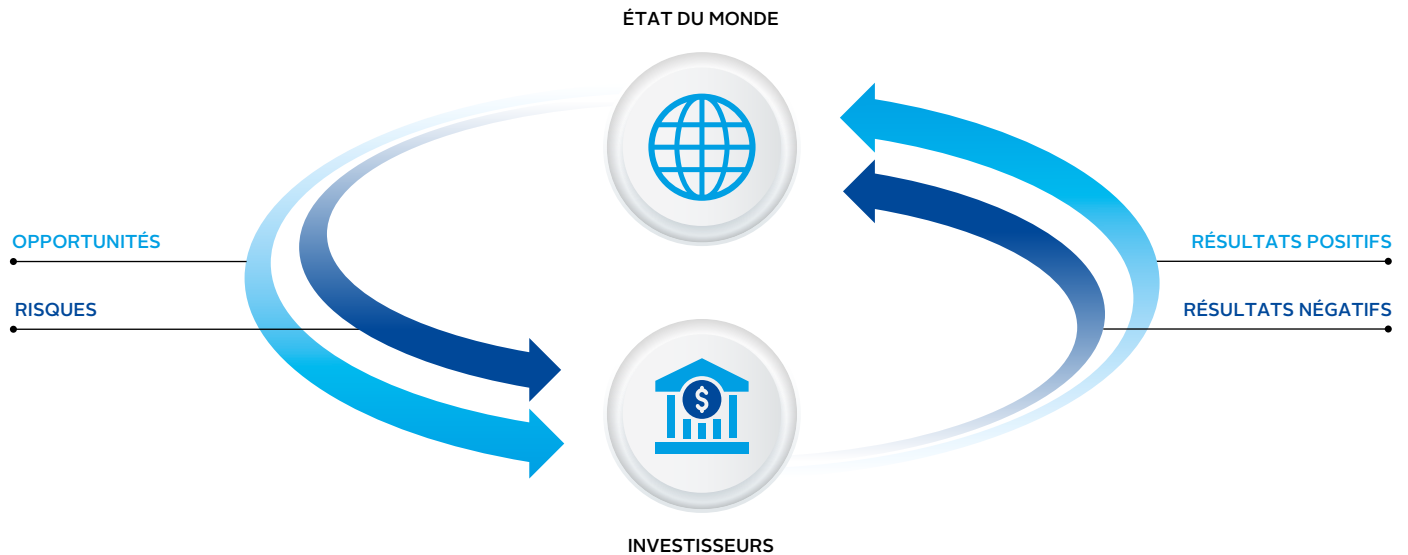 ÉTAT DU MONDE
OPPORTUNITÉS
RÉSULTATS POSITIFS
RISQUES
RÉSULTATS NÉGATIFS
$
INVESTISSEURS